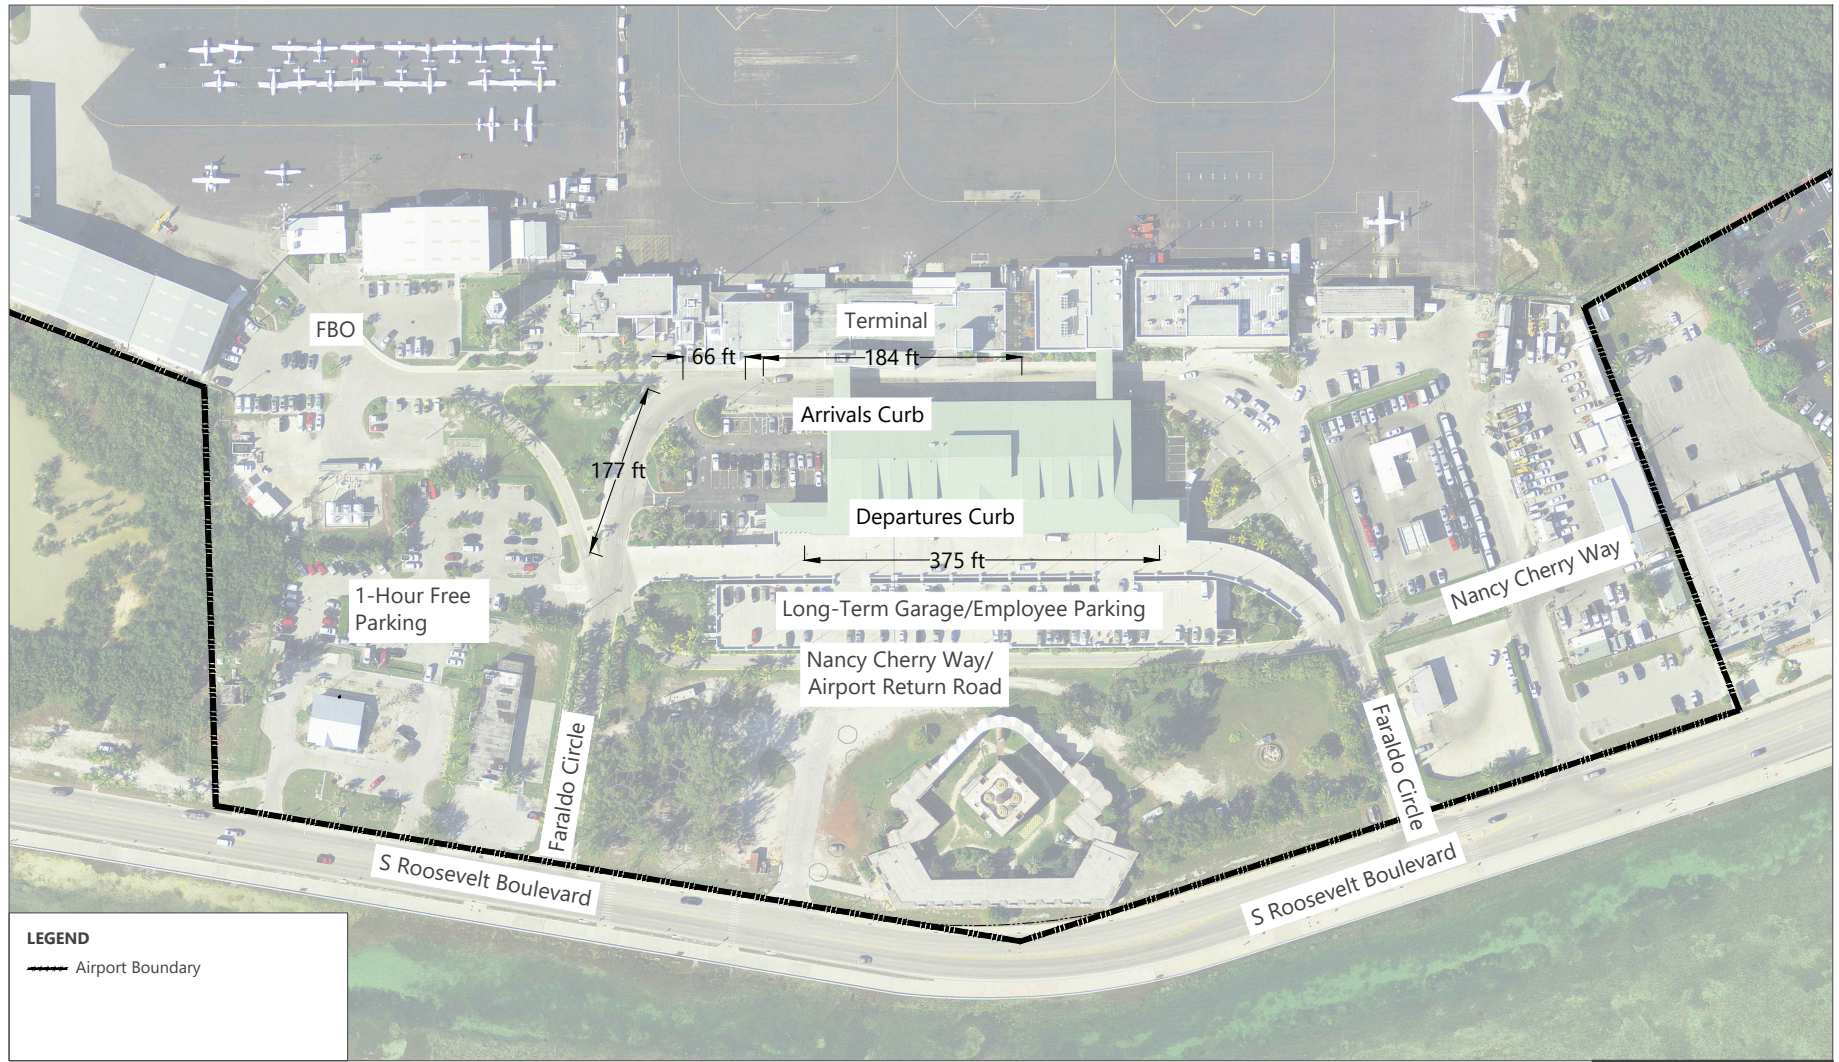 FBO
Terminal
66 ft
184 ft
Arrivals Curb
177 ft
Departures Curb
375 ft
1-Hour Free
Parking
Long-Term Garage/Employee Parking
Nancy Cherry Way
Nancy Cherry Way/
Airport Return Road
Faraldo Circle
Faraldo Circle
S Roosevelt Boulevard
S Roosevelt Boulevard
LEGEND
Airport Boundary